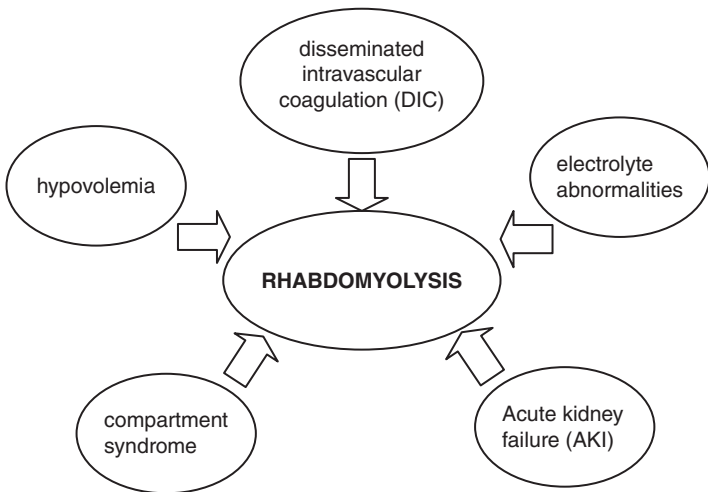 disseminated
intravascular
coagulation (DIC)
hypovolemia
electrolyte
abnormalities
RHABDOMYOLYSIS
compartment
syndrome
Acute kidney
failure (AKI)